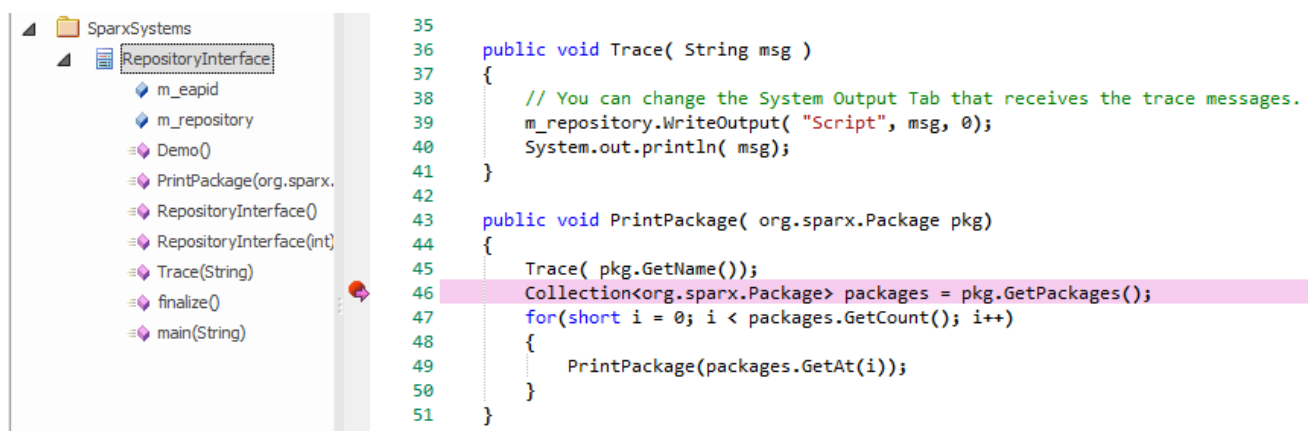 SparxSystems
RepositoryInterface
m_eapid
m_repository
Demo()
PrintPackage(org.sparx.
RepositoryInterface()
RepositoryInterface(int)
Trace(String)
finalize()
main(String)
35
36 public void Trace( String msg )
37 {
38 // You can change the System Output Tab that receives the trace messages.
39 m_repository.WriteOutput( "Script", msg, 0);
40 System.out.println( msg);
41 }
42
43 public void PrintPackage( org.sparx.Package pkg)
44 {
45 Trace( pkg.GetName());
46 Collection<org.sparx.Package> packages = pkg.GetPackages();
47 for(short i = 0; i < packages.GetCount(); i++)
48 {
49 PrintPackage(packages.GetAt(i));
50 }
51 }